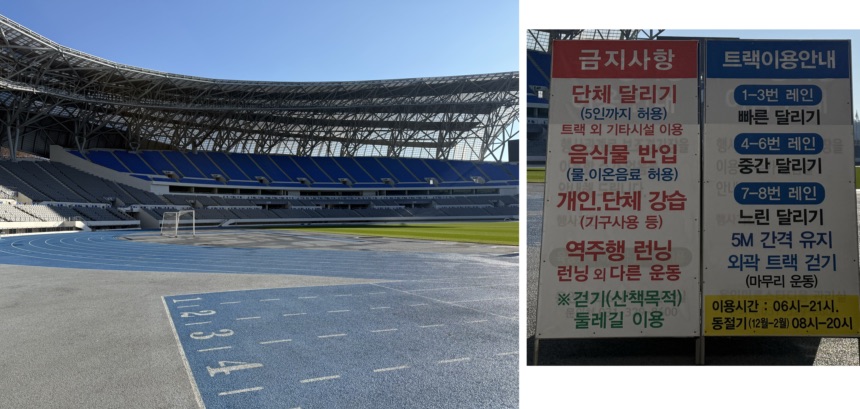 1
2
3
4
금지사항
단체 달리기
(5인까지 허용)
트랙 외 기타시설 이용
음식물 반입
(물,이온음료 허용)
개인,단체 강습
(기구사용 등)
역주행 런닝
런닝 외 다른 운동
※걷기(산책목적)
둘레길 이용
트랙이용안내
1-3번 레인
빠른 달리기
4-6번 레인
중간 달리기
7-8번 레인
느린 달리기
5M 간격 유지
외곽 트랙 걷기
(마무리 운동)
이용시간 : 06시-21시,
동절기(12월-2월) 08시-20시